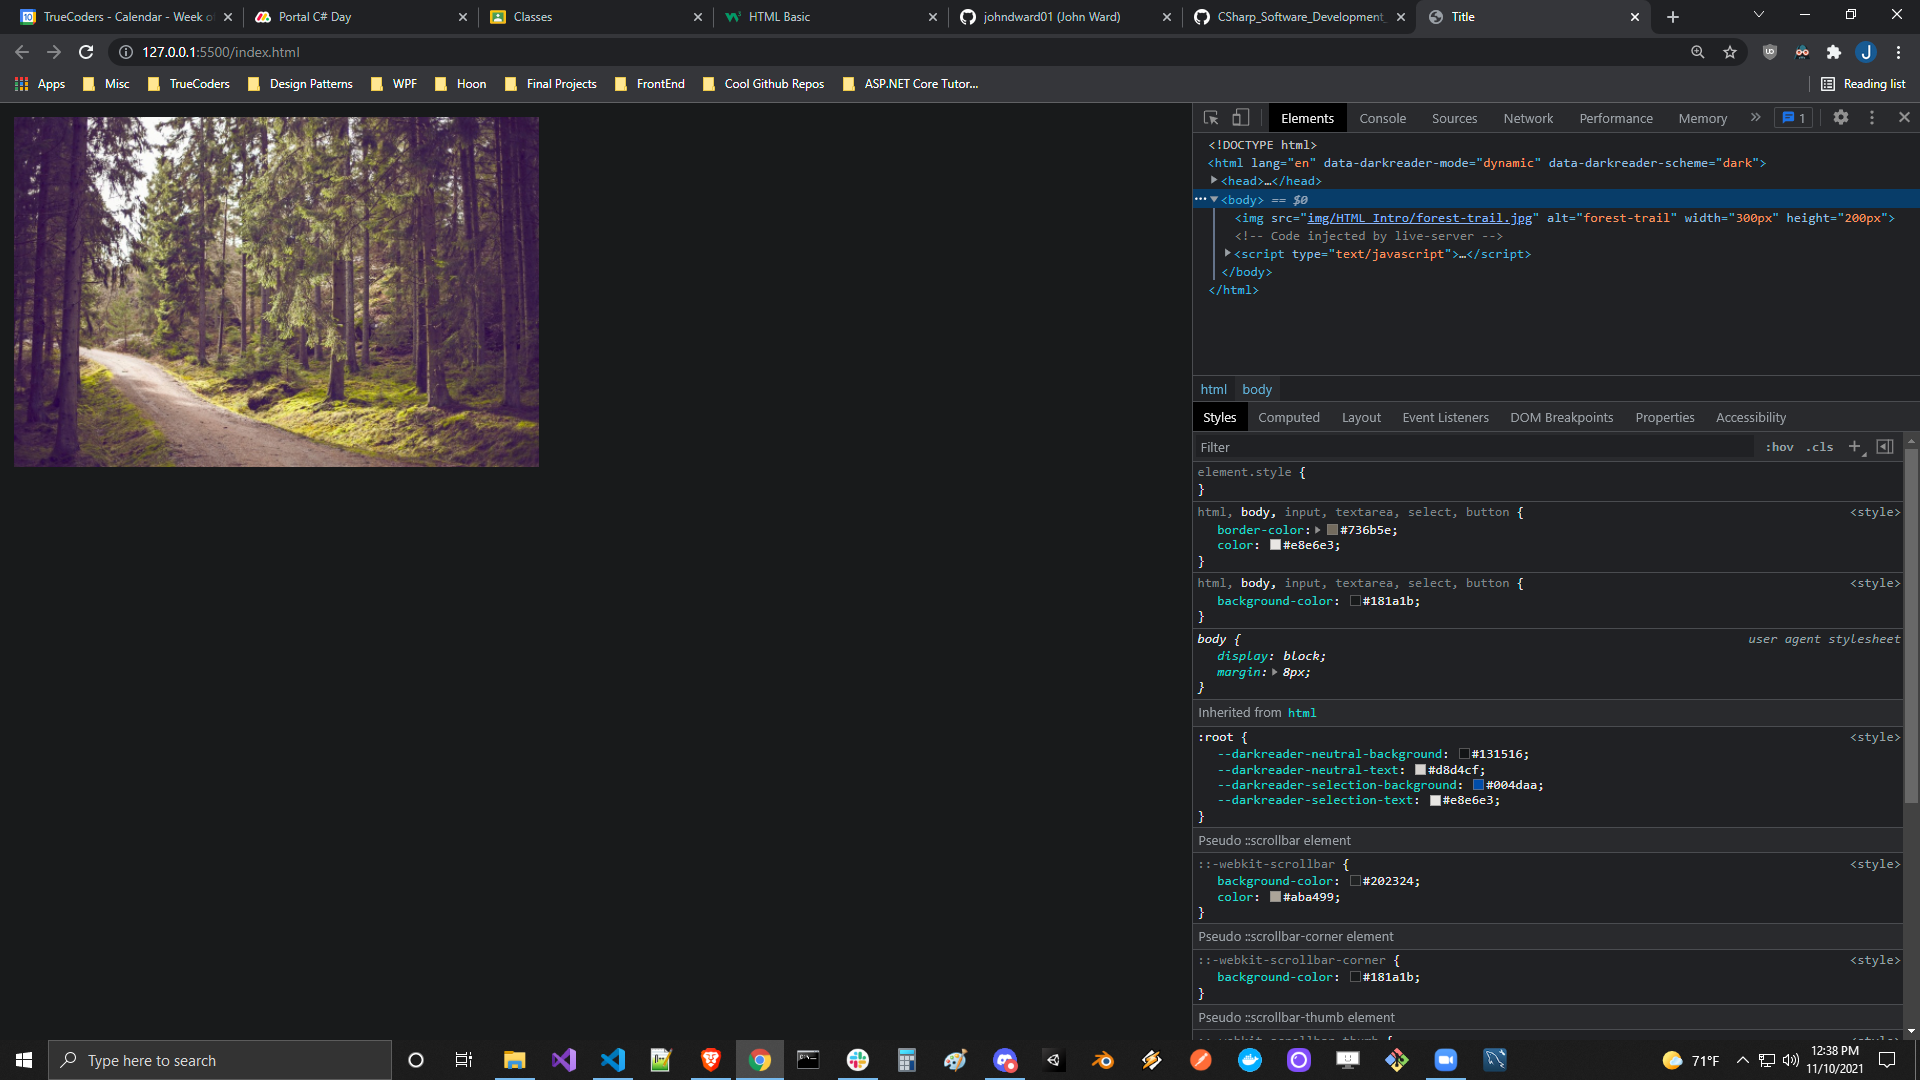 TrueCoders - Calendar - Week o
Portal C# Day
Classes
HTML Basic
johndward01 (John Ward)
CSharp_Software_Development_
Title
127.0.0.1:5500/index.html
Apps
Misc
TrueCoders
Design Patterns
WPF
Hoon
Final Projects
FrontEnd
Cool Github Repos
ASP.NET Core Tutor...
Reading list
Elements Console Sources Network Performance Memory » 1
<!DOCTYPE html>
<html lang="en" data-darkreader-mode="dynamic" data-darkreader-scheme="dark">
<head>…</head>
<body> == $0
<img src="img/HTML_Intro/forest-trail.jpg" alt="forest-trail" width="300px" height="200px">
<!-- Code injected by live-server -->
<script type="text/javascript">…</script>
</body>
</html>
html body
Styles Computed Layout Event Listeners DOM Breakpoints Properties Accessibility
Filter :hov .cls +
element.style {
}
html, body, input, textarea, select, button { <style>
border-color: #736b5e;
color: #e8e6e3;
}
html, body, input, textarea, select, button { <style>
background-color: #181a1b;
}
body { user agent stylesheet
display: block;
margin: 8px;
}
Inherited from html
:root { <style>
--darkreader-neutral-background: #131516;
--darkreader-neutral-text: #d8d4cf;
--darkreader-selection-background: #004daa;
--darkreader-selection-text: #e8e6e3;
}
Pseudo ::scrollbar element
::-webkit-scrollbar { <style>
background-color: #202324;
color: #aba499;
}
Pseudo ::scrollbar-corner element
::-webkit-scrollbar-corner { <style>
background-color: #181a1b;
}
Pseudo ::scrollbar-thumb element
Type here to search
71°F
12:38 PM
11/10/2021